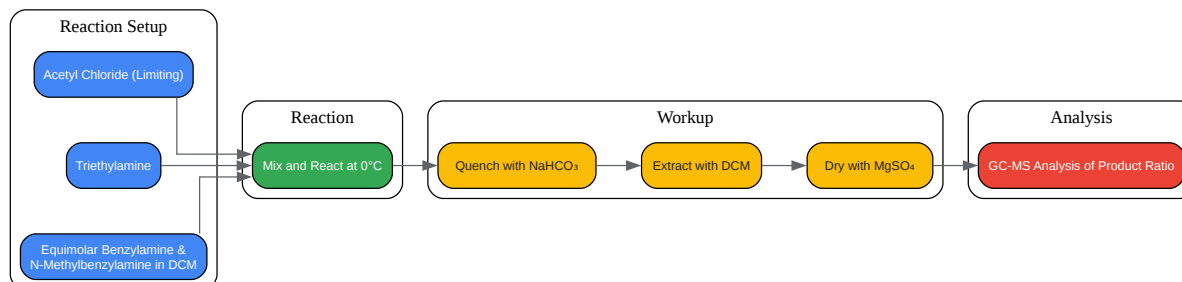 Reaction Setup
Acetyl Chloride (Limiting)
Triethylamine
Equimolar Benzylamine &
N-Methylbenzylamine in DCM
Reaction
Mix and React at 0°C
Workup
Quench with NaHCO₃
Extract with DCM
Dry with MgSO₄
Analysis
GC-MS Analysis of Product Ratio